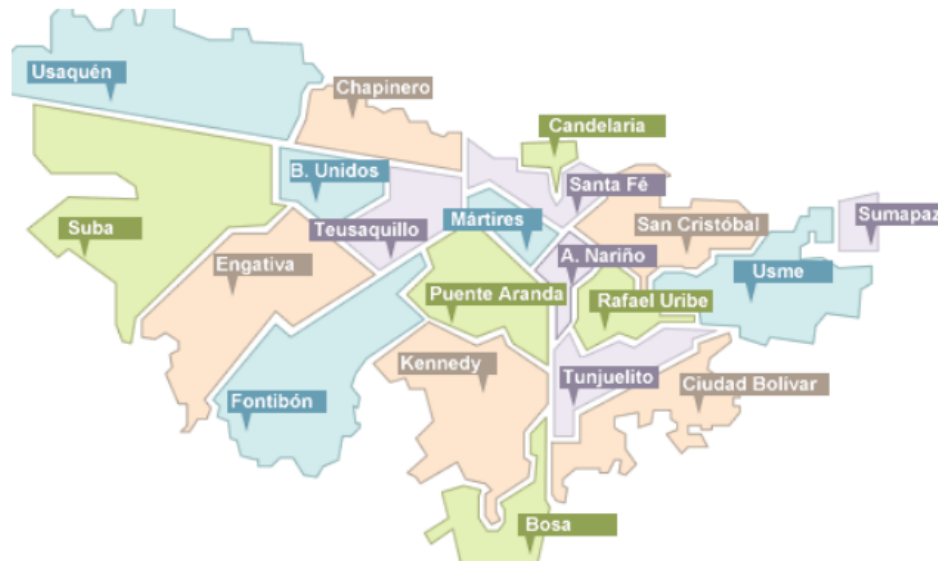 Usaquén
Chapinero
Candelaria
B. Unidos
Santa Fé
Suba
Teusaquillo
Mártires
San Cristóbal
Sumapaz
Engativa
A. Nariño
Usme
Puente Aranda
Rafael Uribe
Kennedy
Tunjuelito
Ciudad Bolívar
Fontibón
Bosa